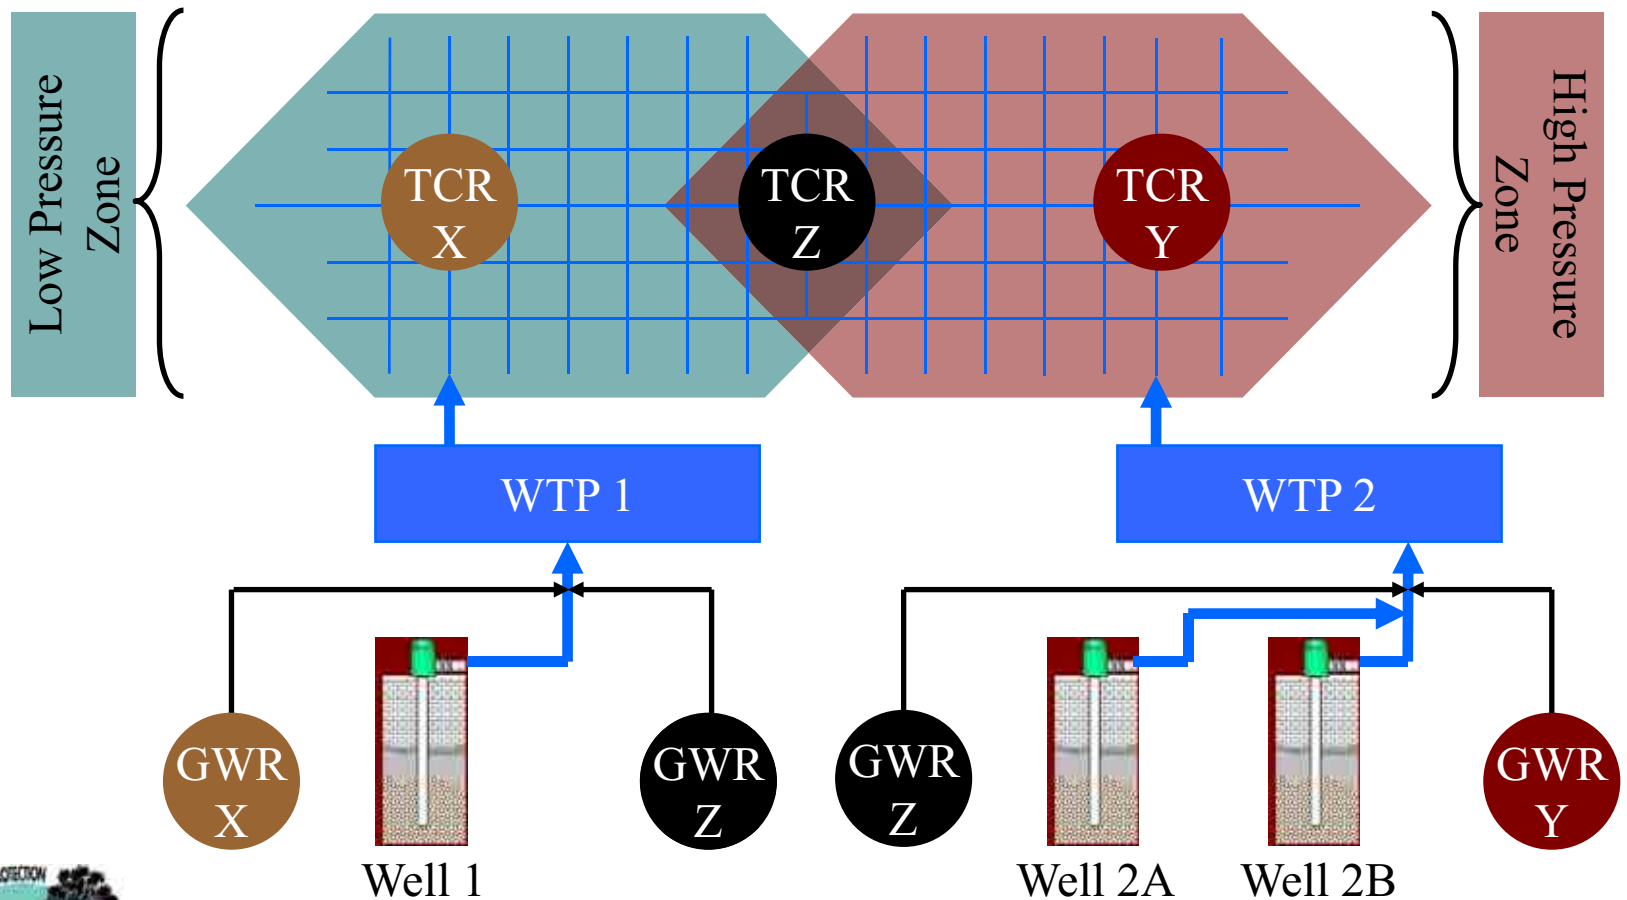 Low Pressure
Zone
TCR
X
TCR
Z
TCR
Y
High Pressure
Zone
WTP 1
WTP 2
GWR
X
GWR
Z
GWR
Z
GWR
Y
Well 1
Well 2A
Well 2B